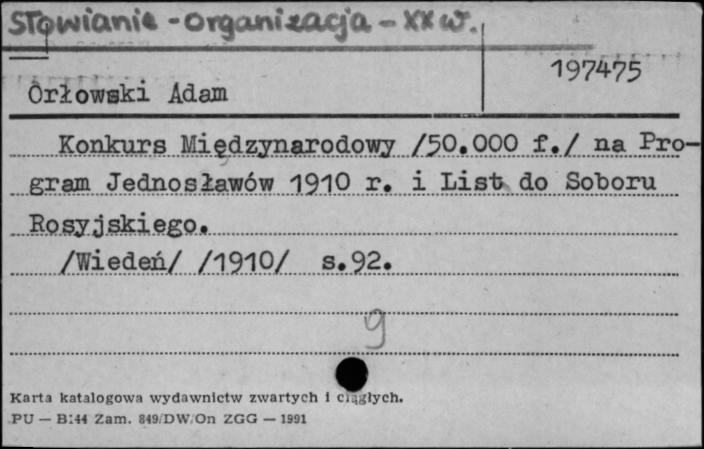 Słowianie - organizacja - XX w.
197475
Orłowski Adam
Konkurs Międzynarodowy /50.000 f./ na Pro-
gram Jednosławów 1910 r. i List do Soboru
Rosyjskiego.
/Wiedeń/ /1910/ s.92.
9
Karta katalogowa wydawnictw zwartych i ciągłych.
PU — B:44 Zam. 849/DW/On ZGG — 1991